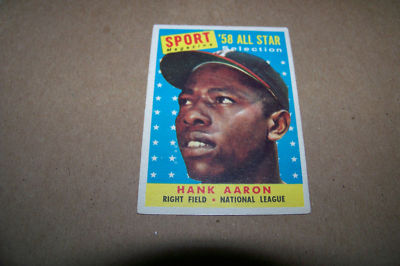 SPORT '58 ALL STAR
Magazine Selection
HANK AARON
RIGHT FIELD • NATIONAL LEAGUE